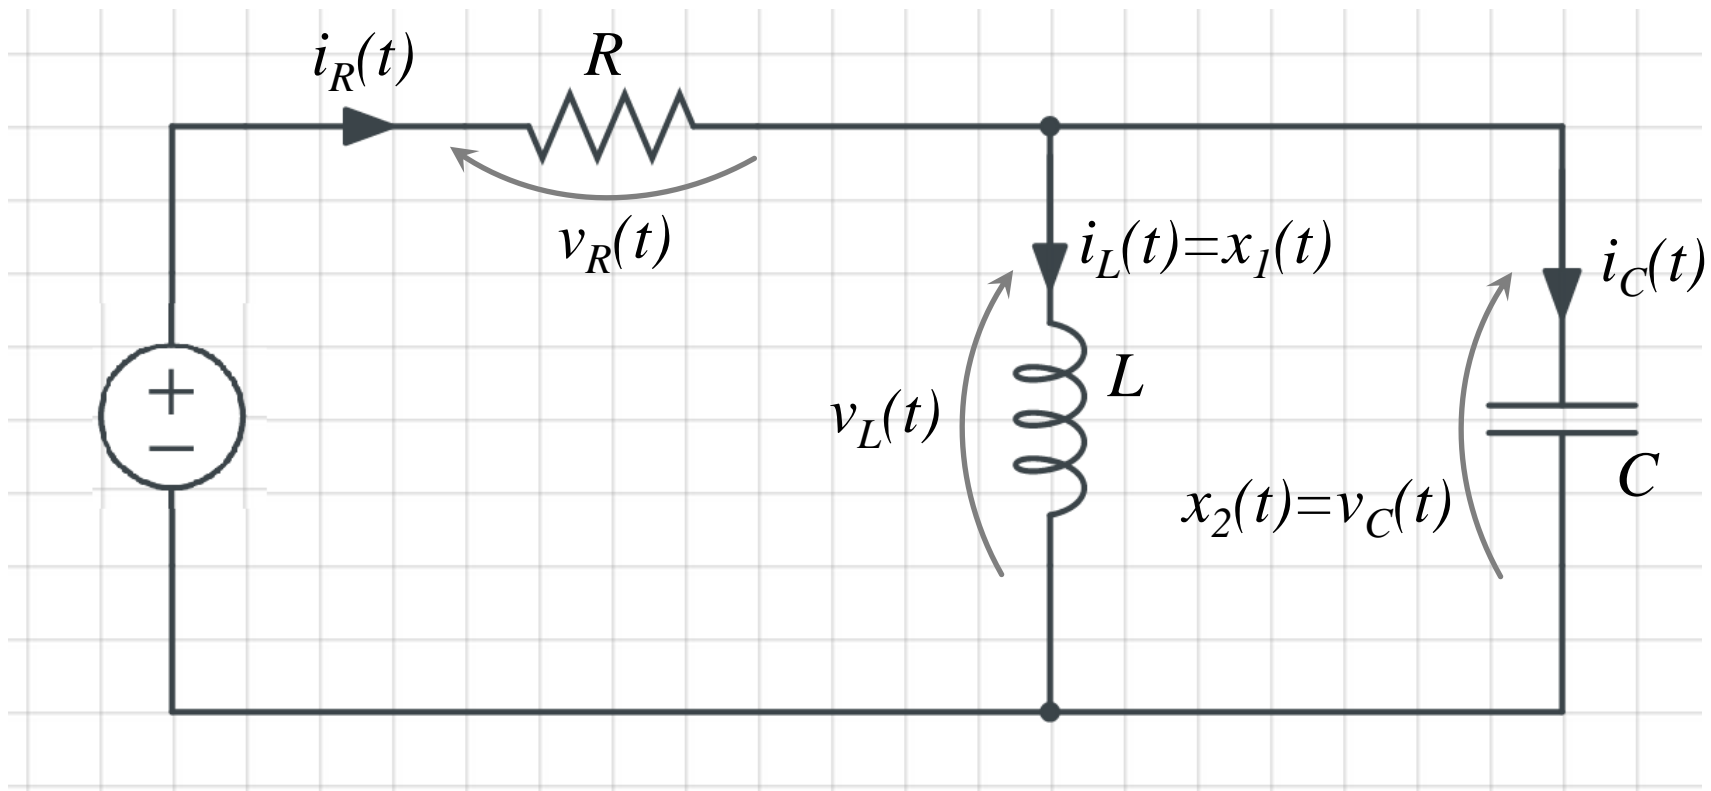 i_R(t)
R
v_R(t)
i_L(t)=x_1(t)
i_C(t)
+
−
v_L(t)
L
x_2(t)=v_C(t)
C